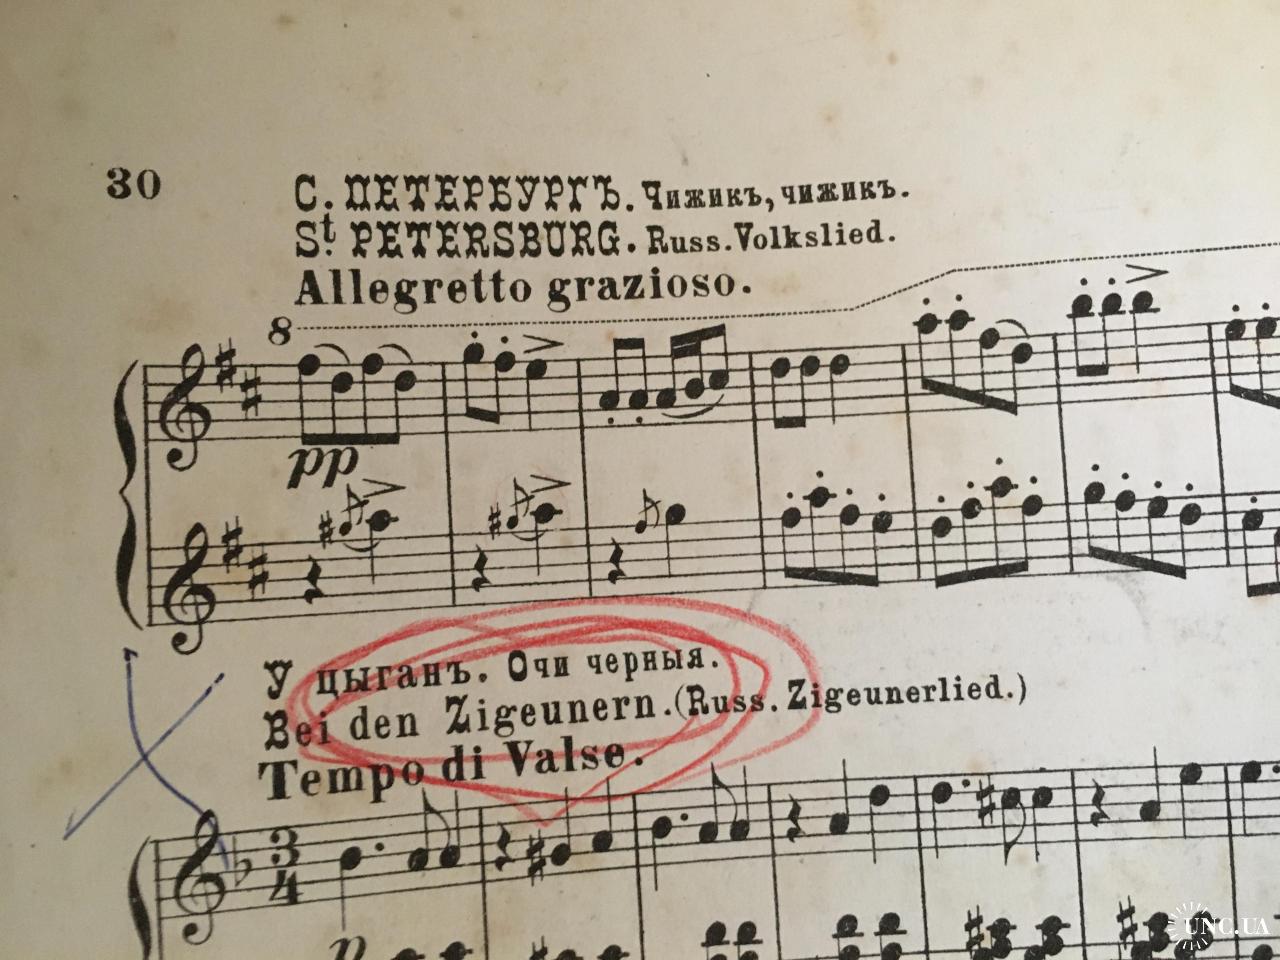 30
С. ПЕТЕРБУРГЪ. Чижикъ, чижикъ.
St. PETERSBURG. Russ. Volkslied.
Allegretto grazioso.
8
pp
У цыганъ. Очи черныя.
Bei den Zigeunern. (Russ. Zigeunerlied.)
Tempo di Valse.
3
4
p
UNC.UA